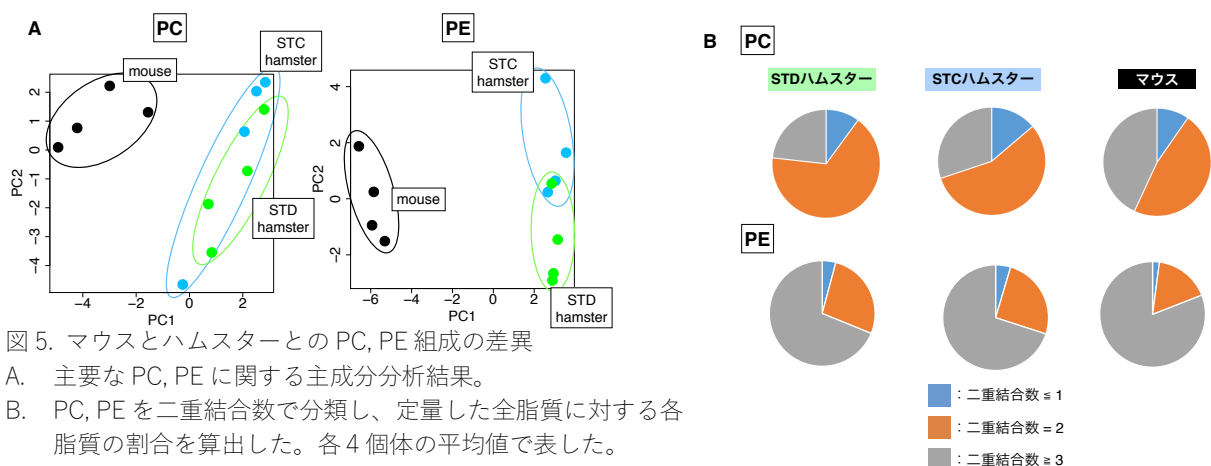 A
PC
PE
mouse
STC
hamster
STD
hamster
PC2
2
1
0
−1
−2
−3
−4
−4
−2
0
2
PC1
STC
hamster
mouse
STD
hamster
PC2
4
2
0
−2
−6
−4
−2
0
2
PC1
B
PC
STDハムスター
STCハムスター
マウス
PE
:二重結合数 ≦ 1
:二重結合数 = 2
:二重結合数 ≧ 3
図 5. マウスとハムスターとの PC, PE 組成の差異
A. 主要な PC, PE に関する主成分分析結果。
B. PC, PE を二重結合数で分類し、定量した全脂質に対する各
脂質の割合を算出した。各 4 個体の平均値で表した。